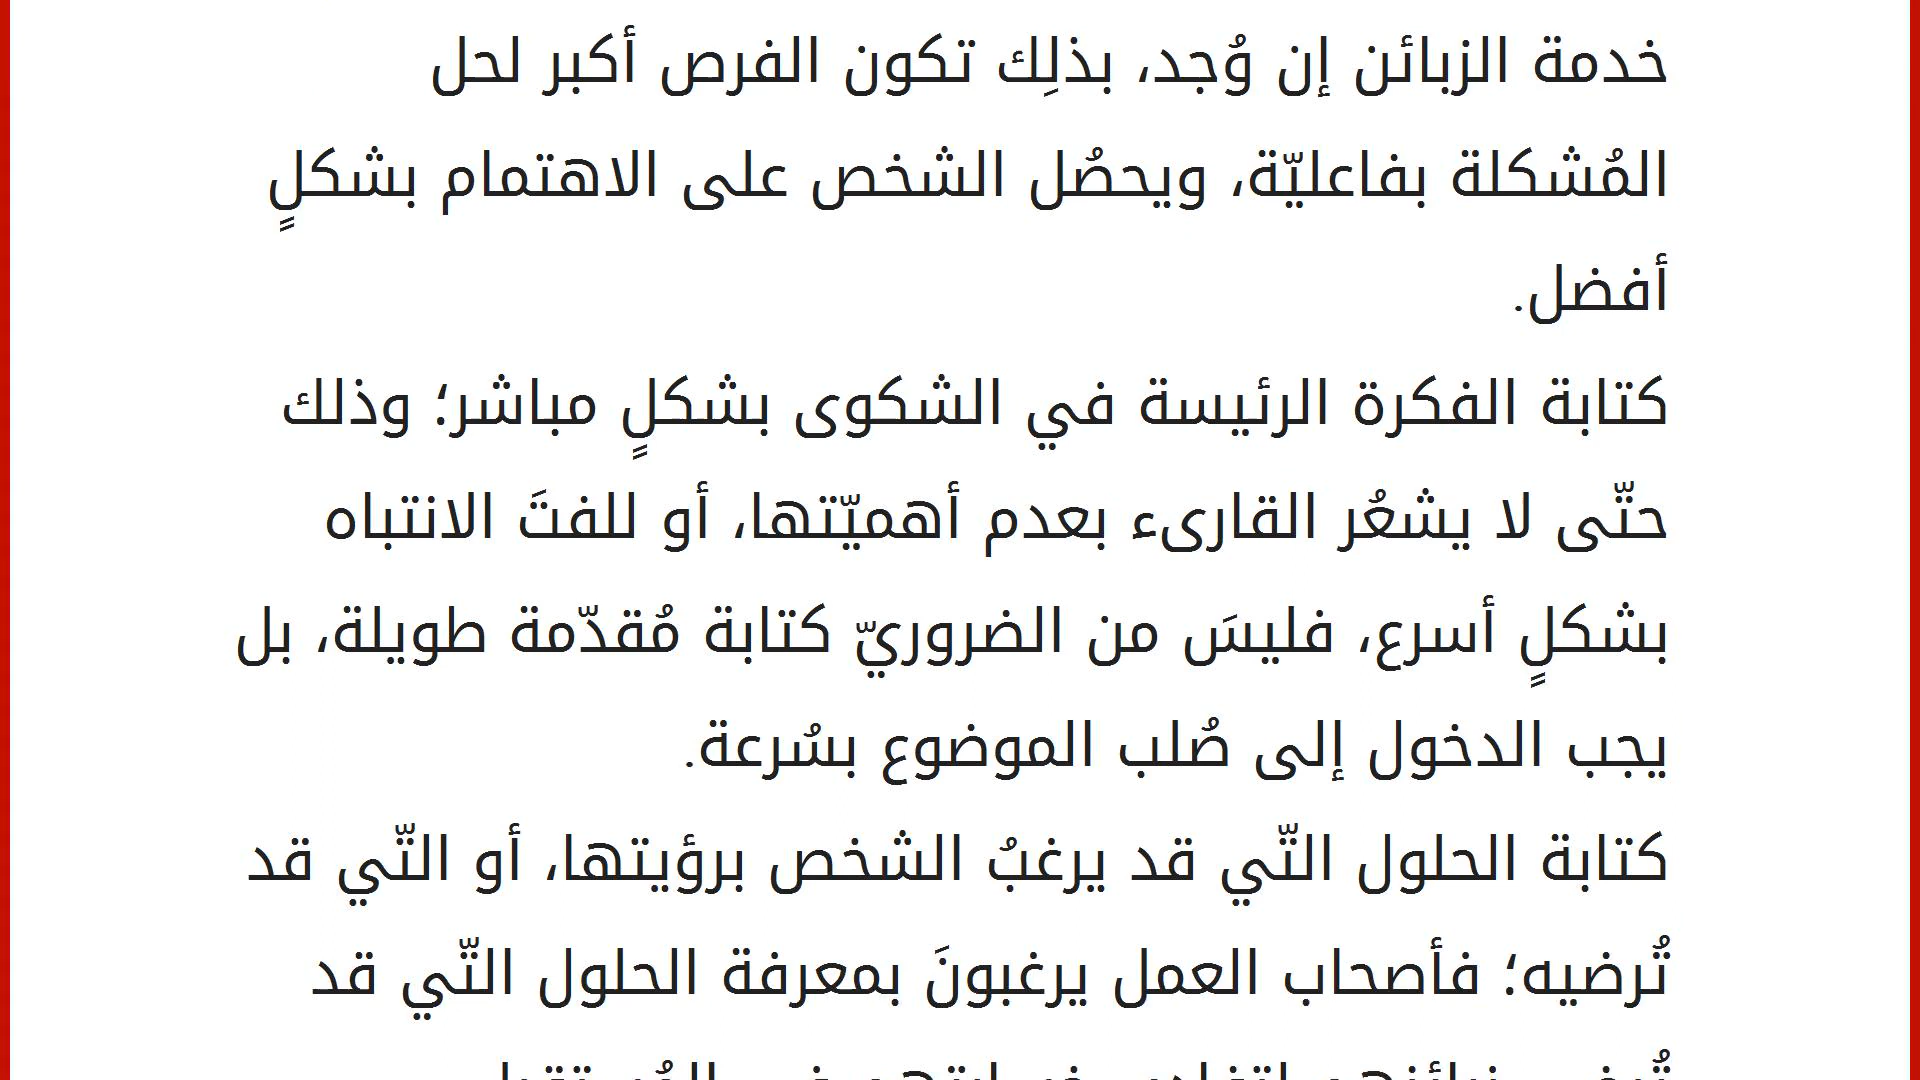 خدمة الزبائن إن وُجد، بذلِك تكون الفرص أكبر لحل
المُشكلة بفاعليّة، ويحصُل الشخص على الاهتمام بشكلٍ
أفضل.
كتابة الفكرة الرئيسة في الشكوى بشكلٍ مباشر؛ وذلك
حتّى لا يشعُر القارىء بعدم أهميّتها، أو للفتَ الانتباه
بشكلٍ أسرع، فليسَ من الضروريّ كتابة مُقدّمة طويلة، بل
يجب الدخول إلى صُلب الموضوع بسُرعة.
كتابة الحلول التّي قد يرغبُ الشخص برؤيتها، أو التّي قد
تُرضيه؛ فأصحاب العمل يرغبونَ بمعرفة الحلول التّي قد